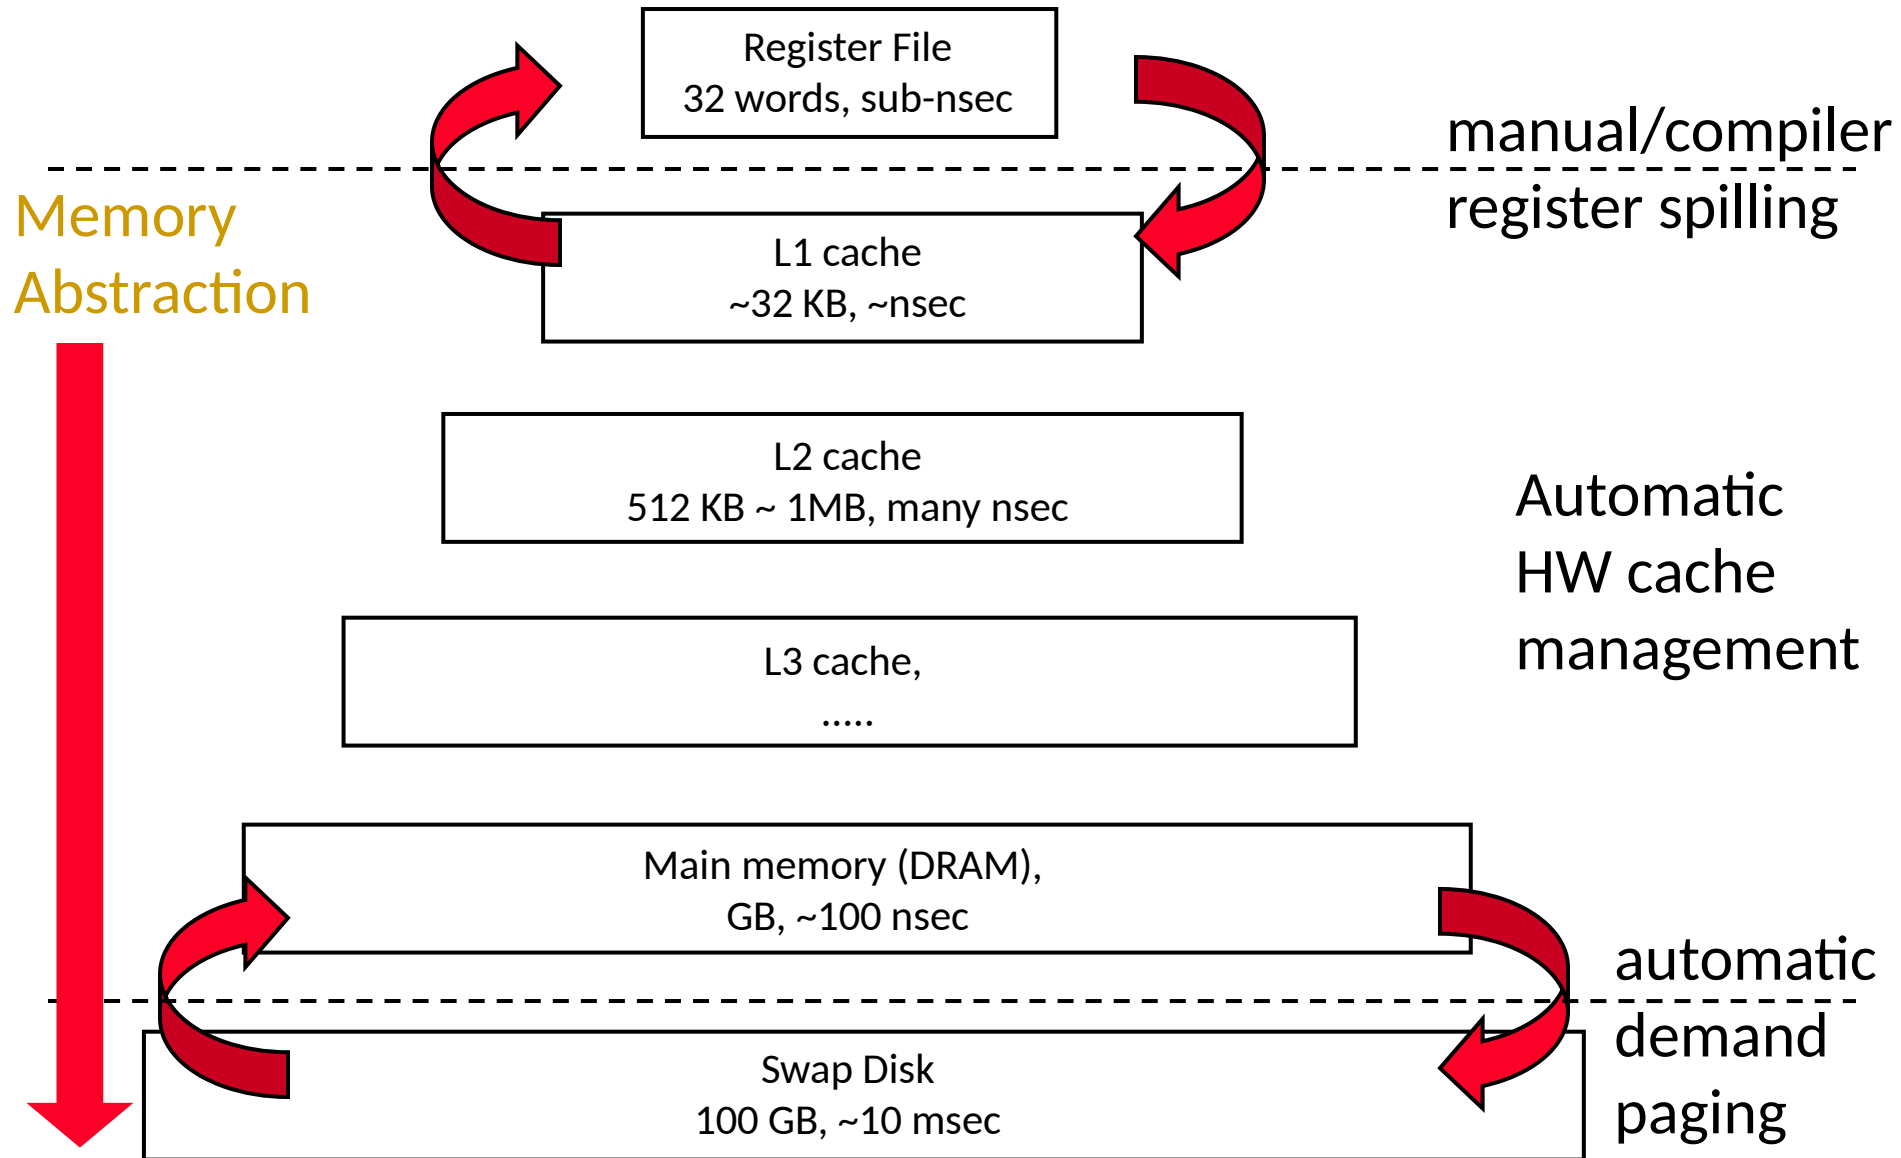 Register File
32 words, sub-nsec
manual/compiler
register spilling
Memory
Abstraction
L1 cache
~32 KB, ~nsec
L2 cache
512 KB ~ 1MB, many nsec
Automatic
HW cache
management
L3 cache,
.....
Main memory (DRAM),
GB, ~100 nsec
automatic
demand
paging
Swap Disk
100 GB, ~10 msec